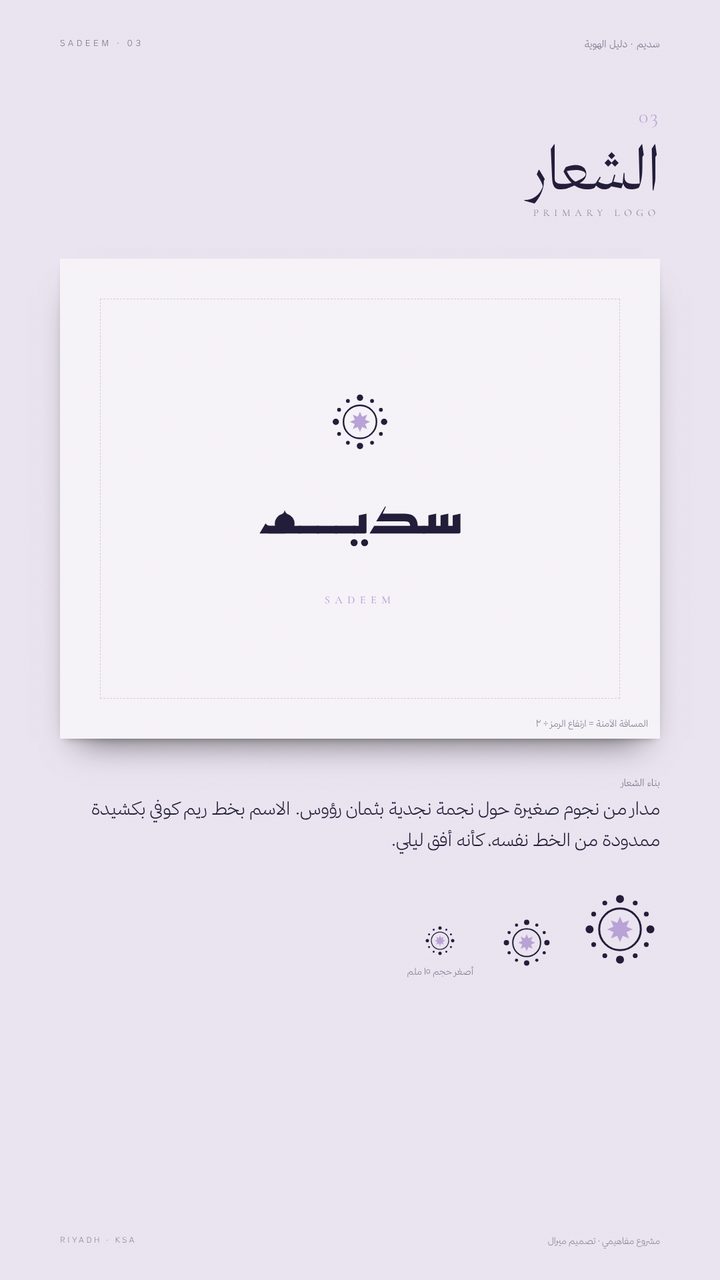 سديم · دليل الهوية
SADEEM · 03
03
الشعار
PRIMARY LOGO
سديم
SADEEM
المسافة الآمنة = ارتفاع الرمز ÷ ٢
بناء الشعار
مدار من نجوم صغيرة حول نجمة نجدية بثمان رؤوس. الاسم بخط ريم كوفي بكشيدة
ممدودة من الخط نفسه، كأنه أفق ليلي.
أصغر حجم ١٥ ملم
مشروع مفاهيمي · تصميم ميرال
RIYADH · KSA